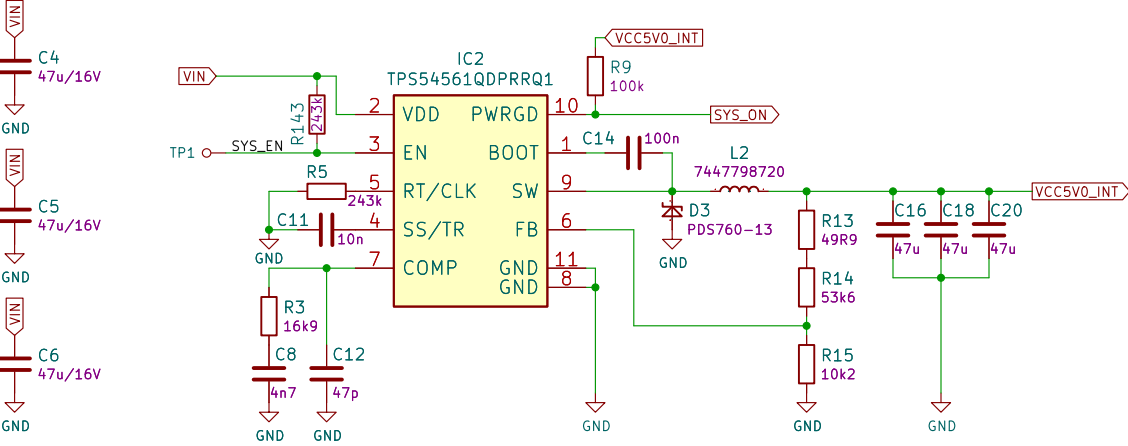 VIN
C4
47u/16V
GND
VIN
C5
47u/16V
GND
VIN
C6
47u/16V
GND
VIN
R143
243k
TP1
SYS_EN
R5
243k
C11
10n
GND
R3
16k9
C8
4n7
GND
C12
47p
GND
IC2
TPS54561QDPRRQ1
2 VDD PWRGD 10
3 EN BOOT 1
5 RT/CLK SW 9
4 SS/TR FB 6
7 COMP GND 11
GND 8
GND
VCC5V0_INT
R9
100k
SYS_ON
C14
100n
L2
7447798720
D3
PDS760-13
GND
R13
49R9
R14
53k6
R15
10k2
GND
C16
47u
C18
47u
C20
47u
GND
VCC5V0_INT